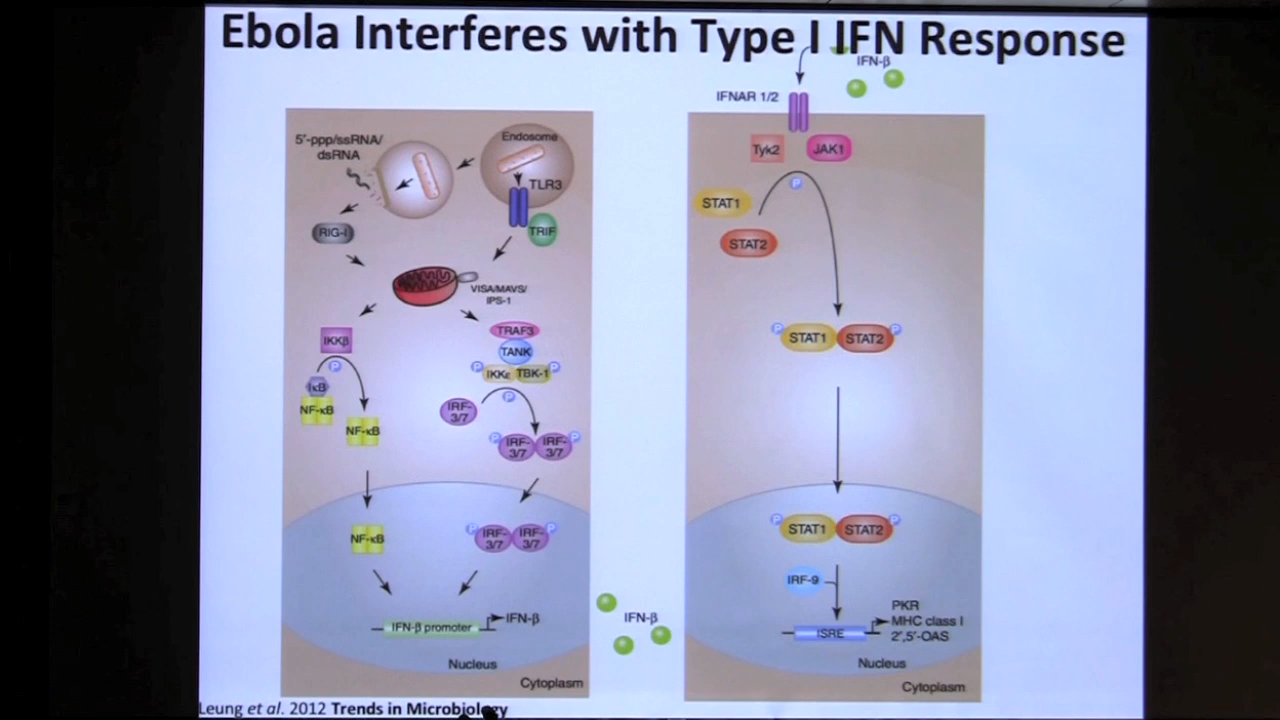 Ebola Interferes with Type I IFN Response
5'-ppp/ssRNA/
dsRNA
Endosome
TLR3
TRIF
RIG-I
VISA/MAVS/
IPS-1
IKKβ
P
IκB
NF-κB
NF-κB
TRAF3
TANK
P
IKKε
TBK-1
P
P
IRF-
3/7
P
IRF-
3/7
IRF-
3/7
P
NF-κB
P
IRF-
3/7
IRF-
3/7
P
IFN-β promoter
IFN-β
Nucleus
Cytoplasm
IFN-β
IFN-β
IFNAR 1/2
Tyk2
JAK1
P
STAT1
STAT2
P
STAT1
STAT2
P
P
STAT1
STAT2
P
IRF-9
ISRE
PKR
MHC class I
2',5'-OAS
Nucleus
Cytoplasm
Leung et al. 2012 Trends in Microbiology